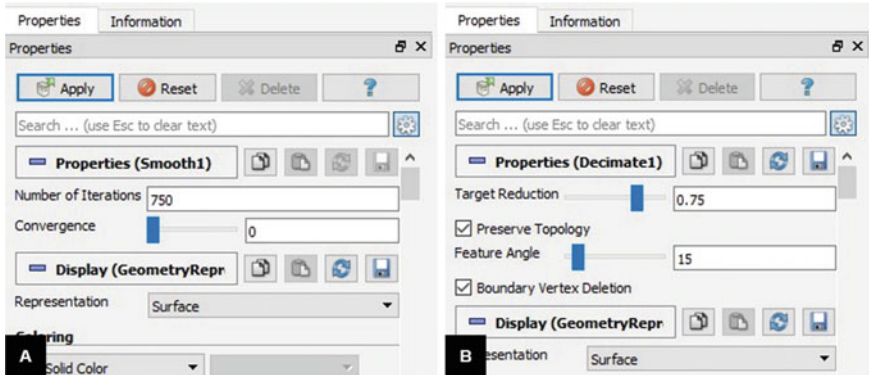 Properties Information
Properties
Apply Reset Delete ?
Search ... (use Esc to clear text)
Properties (Smooth1)
Number of Iterations 750
Convergence 0
Display (GeometryRepr
Representation Surface
ring
A
Solid Color
Properties Information
Properties
Apply Reset Delete ?
Search ... (use Esc to clear text)
Properties (Decimate1)
Target Reduction 0.75
Preserve Topology
Feature Angle 15
Boundary Vertex Deletion
Display (GeometryRepr
B
esentation Surface